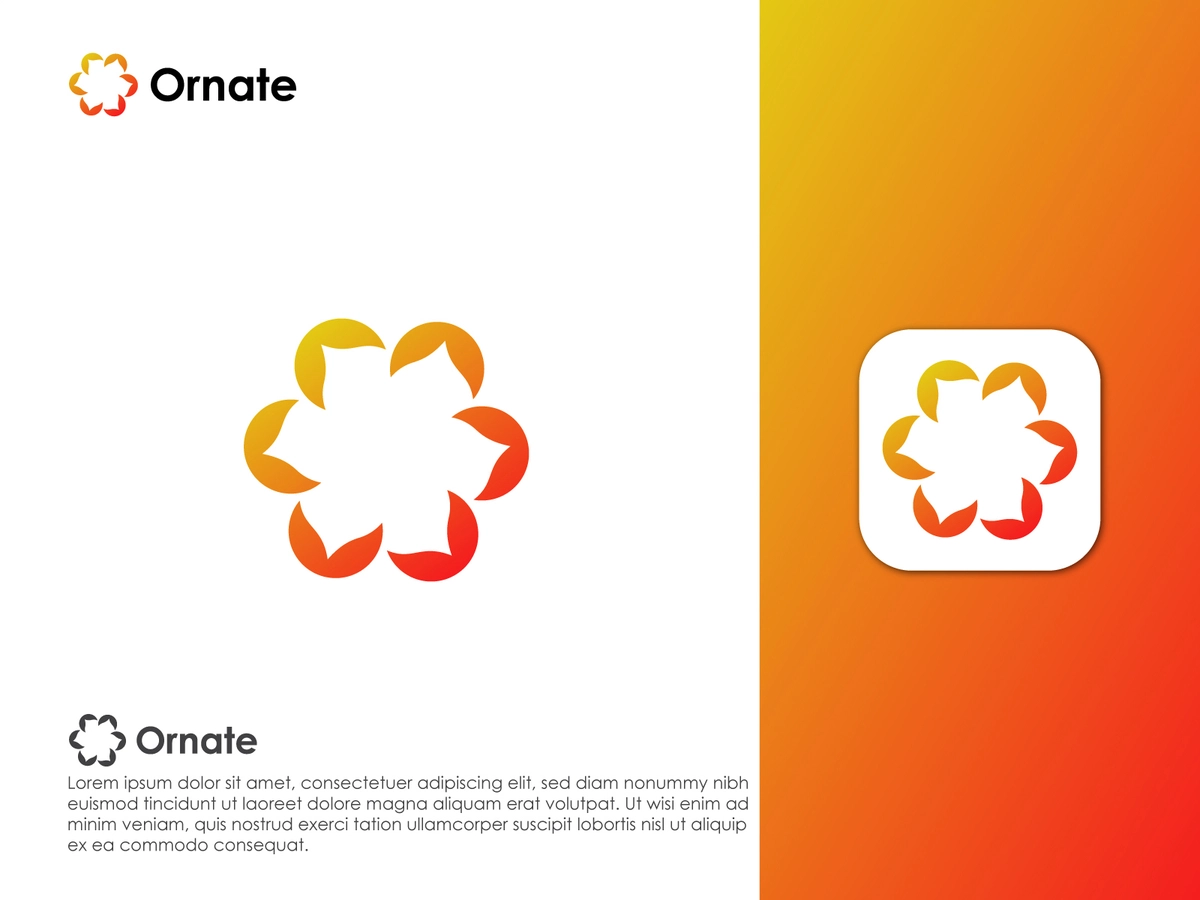 Ornate
Ornate
Lorem ipsum dolor sit amet, consectetuer adipiscing elit, sed diam nonummy nibh
euismod tincidunt ut laoreet dolore magna aliquam erat volutpat. Ut wisi enim ad
minim veniam, quis nostrud exerci tation ullamcorper suscipit lobortis nisl ut aliquip
ex ea commodo consequat.